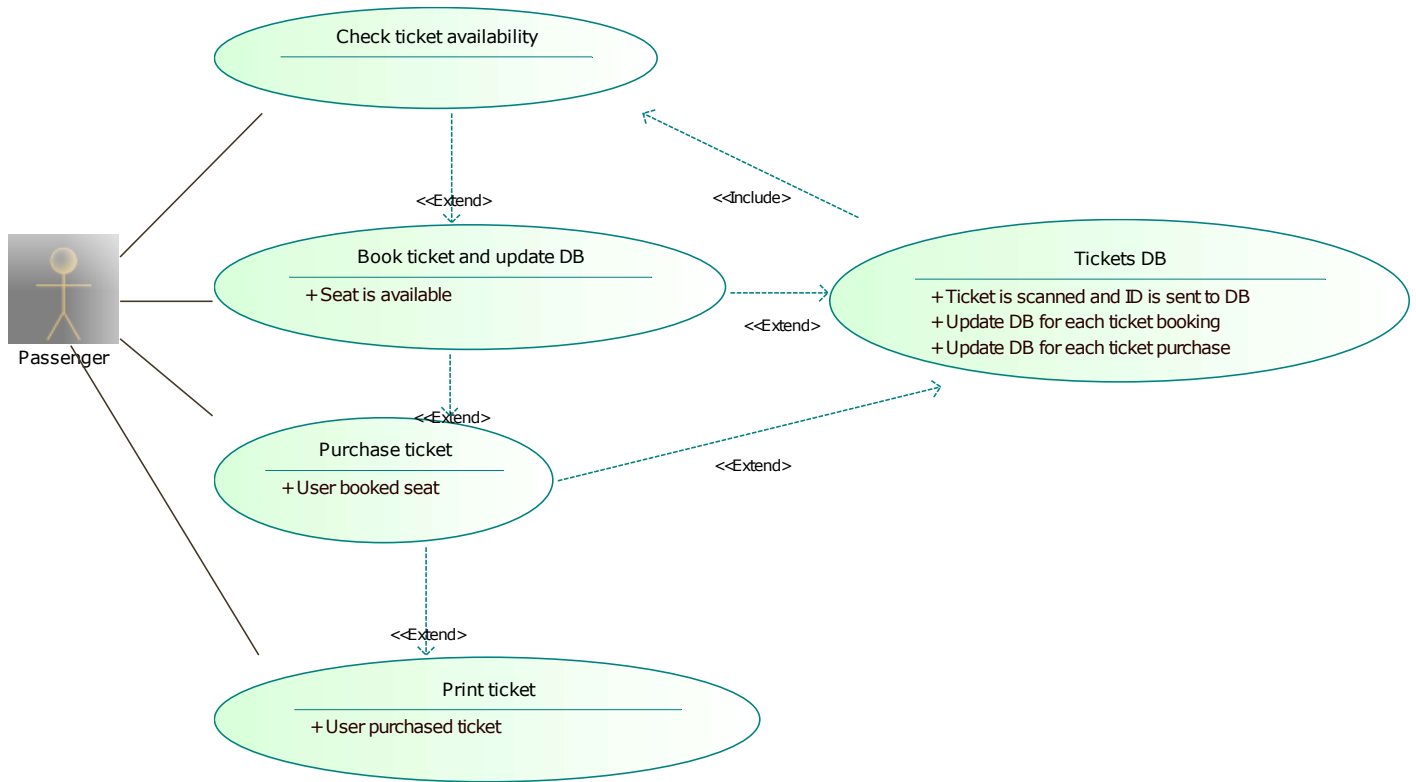 Check ticket availability
<<Extend>
<<Include>
Book ticket and update DB
+ Seat is available
Tickets DB
+ Ticket is scanned and ID is sent to DB
+ Update DB for each ticket booking
+ Update DB for each ticket purchase
<<Extend>
Passenger
<<Extend>
Purchase ticket
+ User booked seat
<<Extend>
<<Extend>
Print ticket
+ User purchased ticket